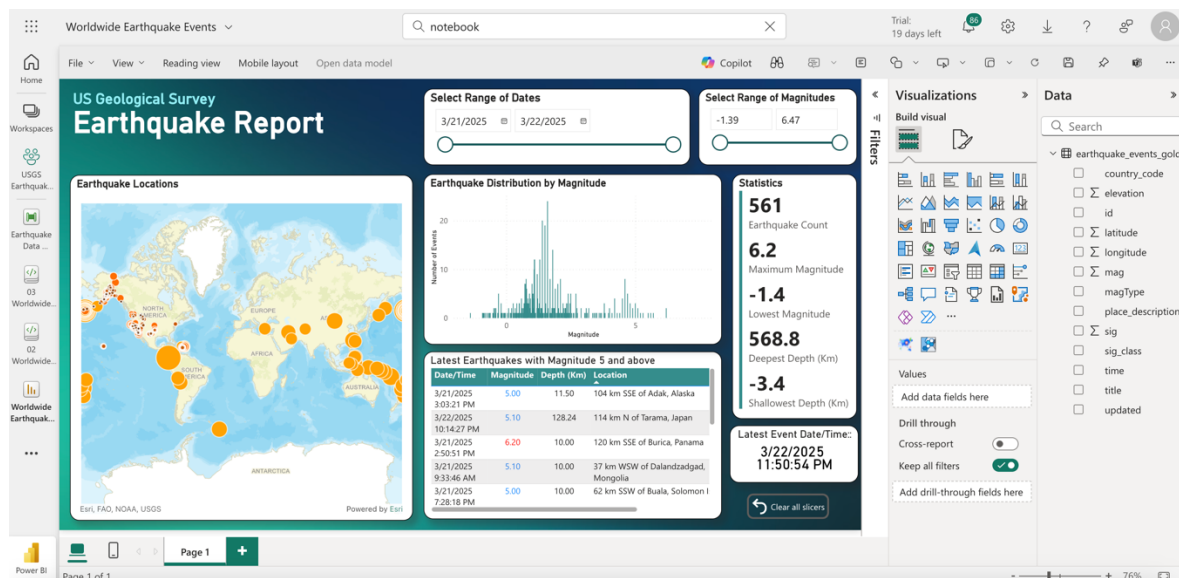 Worldwide Earthquake Events
notebook
Trial:
19 days left
86
Home
Workspaces
USGS
Earthquak...
Earthquake
Data ...
03
Worldwide...
02
Worldwide...
Worldwide
Earthquak...
Power BI
File
View
Reading view
Mobile layout
Open data model
Copilot
US Geological Survey
Earthquake Report
Select Range of Dates
3/21/2025
3/22/2025
Select Range of Magnitudes
-1.39
6.47
Earthquake Locations
NORTH
AMERICA
SOUTH
AMERICA
EUROPE
AFRICA
AUSTRALIA
ANTARCTICA
Esri, FAO, NOAA, USGS
Powered by Esri
Earthquake Distribution by Magnitude
Number of Events
20
10
0
0
5
Magnitude
Latest Earthquakes with Magnitude 5 and above
Date/Time Magnitude Depth (Km) Location
3/21/2025 5.00 11.50 104 km SSE of Adak, Alaska
3:03:21 PM
3/22/2025 5.10 128.24 114 km N of Tarama, Japan
10:14:27 PM
3/21/2025 6.20 10.00 120 km SSE of Burica, Panama
2:50:51 PM
3/21/2025 5.10 10.00 37 km WSW of Dalandzadgad,
9:33:46 AM Mongolia
3/21/2025 5.00 10.00 62 km SSW of Buala, Solomon I
7:28:18 PM
Statistics
561
Earthquake Count
6.2
Maximum Magnitude
-1.4
Lowest Magnitude
568.8
Deepest Depth (Km)
-3.4
Shallowest Depth (Km)
Latest Event Date/Time::
3/22/2025
11:50:54 PM
Clear all slicers
Filters
Visualizations
Build visual
123
Values
Add data fields here
Drill through
Cross-report
Keep all filters
Add drill-through fields here
Data
Search
earthquake_events_gold
country_code
elevation
id
latitude
longitude
mag
magType
place_description
sig
sig_class
time
title
updated
Page 1
Page 1 of 1
76%